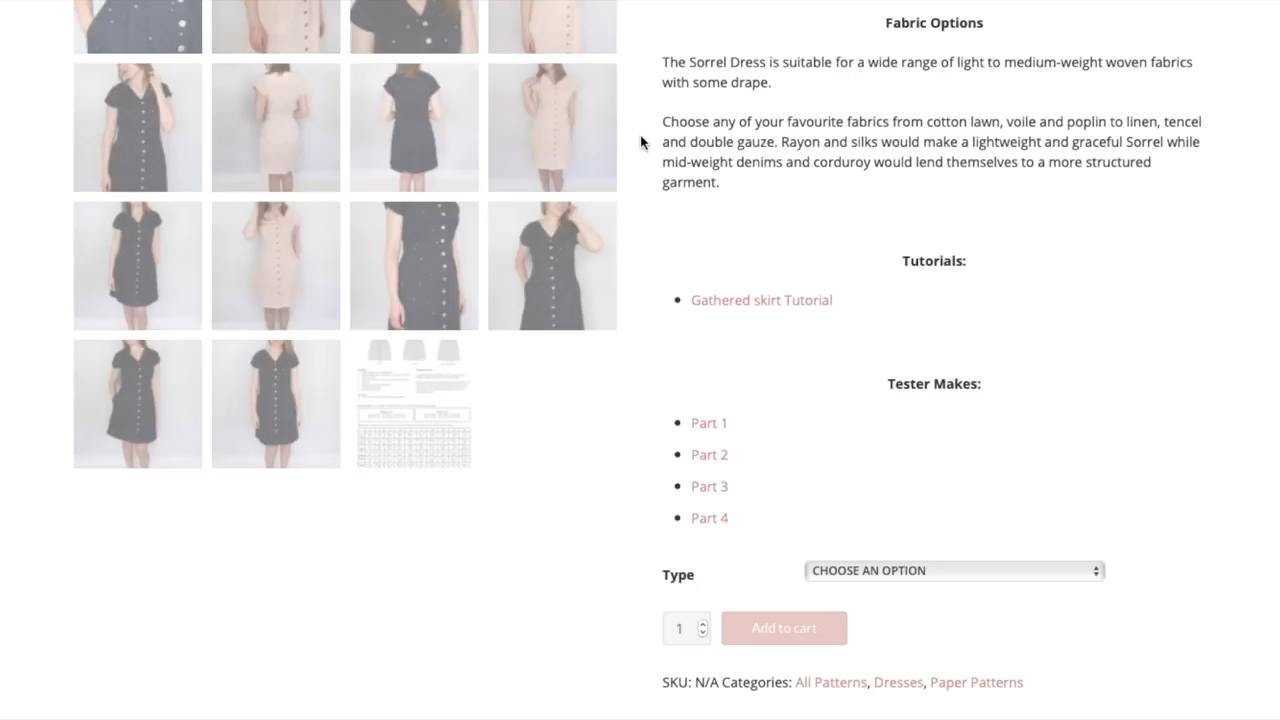 Fabric Options
The Sorrel Dress is suitable for a wide range of light to medium-weight woven fabrics
with some drape.
Choose any of your favourite fabrics from cotton lawn, voile and poplin to linen, tencel
and double gauze. Rayon and silks would make a lightweight and graceful Sorrel while
mid-weight denims and corduroy would lend themselves to a more structured
garment.
Tutorials:
Gathered skirt Tutorial
Tester Makes:
Part 1
Part 2
Part 3
Part 4
Type
CHOOSE AN OPTION
1
Add to cart
SKU: N/A Categories: All Patterns, Dresses, Paper Patterns